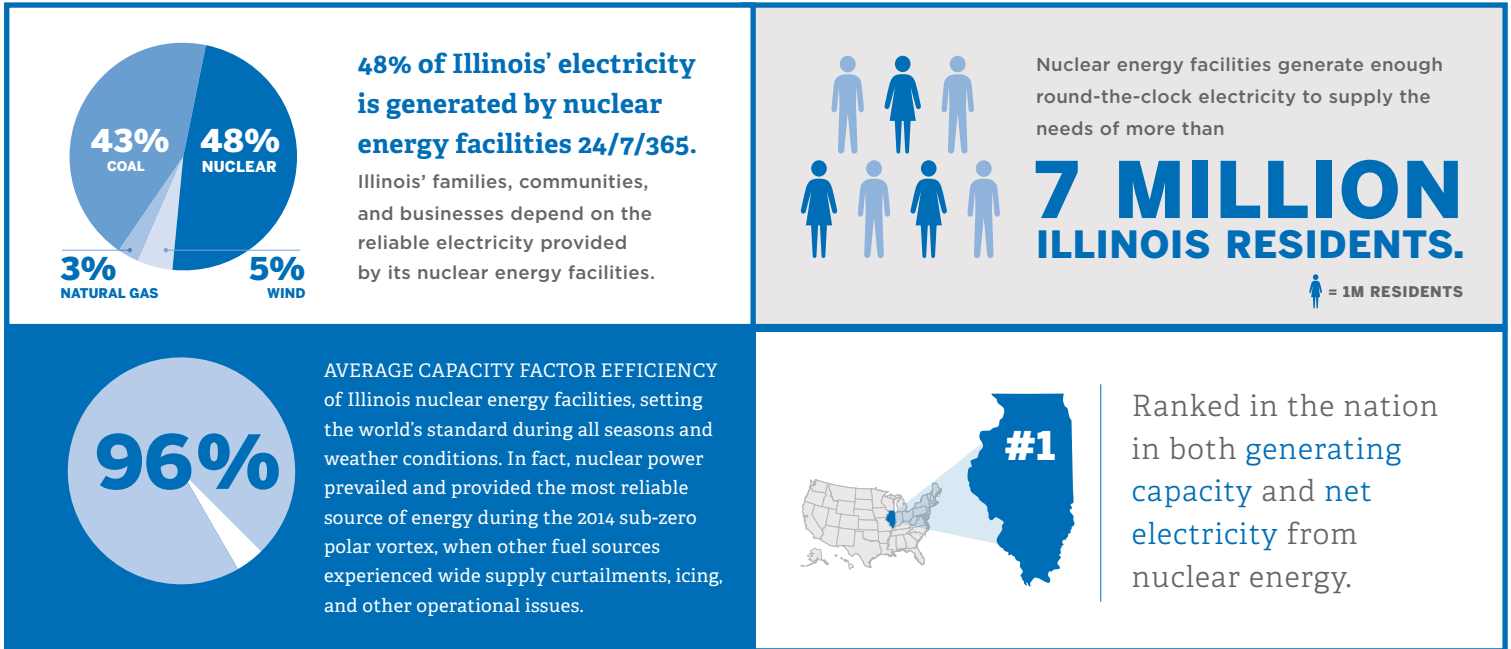 43%
COAL
48%
NUCLEAR
3%
NATURAL GAS
5%
WIND
48% of Illinois’ electricity
is generated by nuclear
energy facilities 24/7/365.
Illinois’ families, communities,
and businesses depend on the
reliable electricity provided
by its nuclear energy facilities.
Nuclear energy facilities generate enough
round-the-clock electricity to supply the
needs of more than
7 MILLION
ILLINOIS RESIDENTS.
= 1M RESIDENTS
96%
AVERAGE CAPACITY FACTOR EFFICIENCY
of Illinois nuclear energy facilities, setting
the world’s standard during all seasons and
weather conditions. In fact, nuclear power
prevailed and provided the most reliable
source of energy during the 2014 sub-zero
polar vortex, when other fuel sources
experienced wide supply curtailments, icing,
and other operational issues.
#1
Ranked in the nation
in both generating
capacity and net
electricity from
nuclear energy.